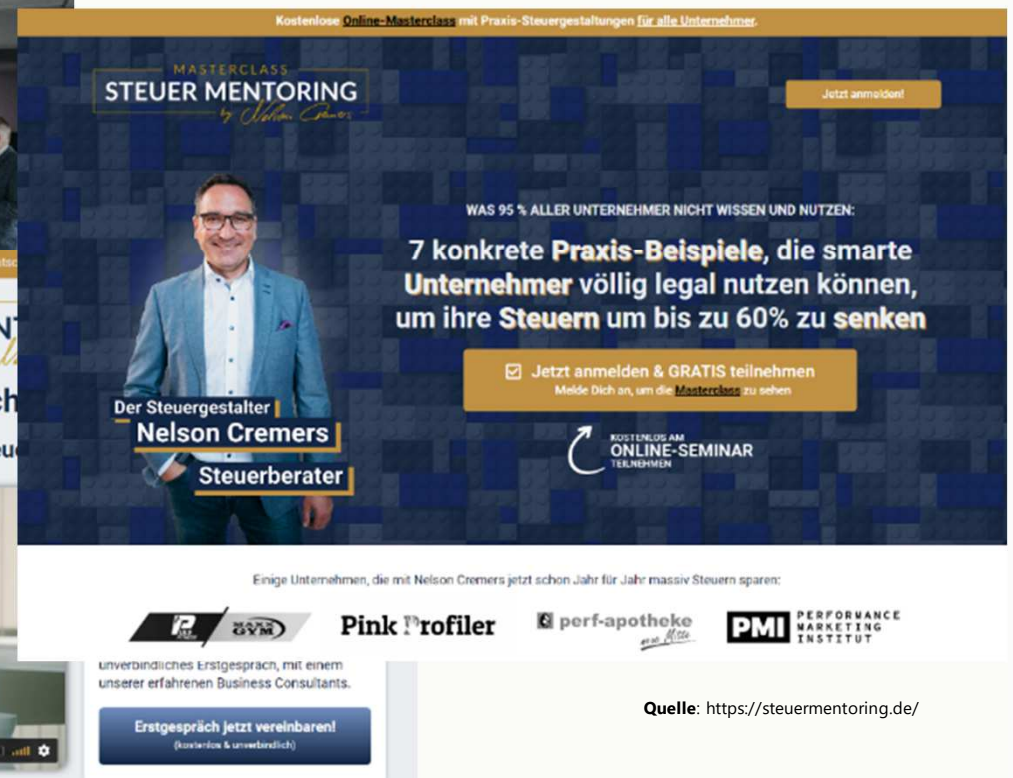 Kostenlose Online-Masterclass mit Praxis-Steuergestaltungen für alle Unternehmer.
MASTERCLASS
STEUER MENTORING
by Nelson Cremers
Jetzt anmelden!
WAS 95 % ALLER UNTERNEHMER NICHT WISSEN UND NUTZEN:
7 konkrete Praxis-Beispiele, die smarte
Unternehmer völlig legal nutzen können,
um ihre Steuern um bis zu 60% zu senken
Jetzt anmelden & GRATIS teilnehmen
Melde Dich an, um die Masterclass zu sehen
KOSTENLOS AM
ONLINE-SEMINAR
TEILNEHMEN
Der Steuergestalter
Nelson Cremers
Steuerberater
Einige Unternehmen, die mit Nelson Cremers jetzt schon Jahr für Jahr massiv Steuern sparen:
MAXX
GYM
Pink Profiler
perf-apotheke
PMI
PERFORMANCE
MARKETING
INSTITUT
unverbindliches Erstgespräch, mit einem
unserer erfahrenen Business Consultants.
Erstgespräch jetzt vereinbaren!
(kostenlos & unverbindlich)
Quelle: https://steuermentoring.de/